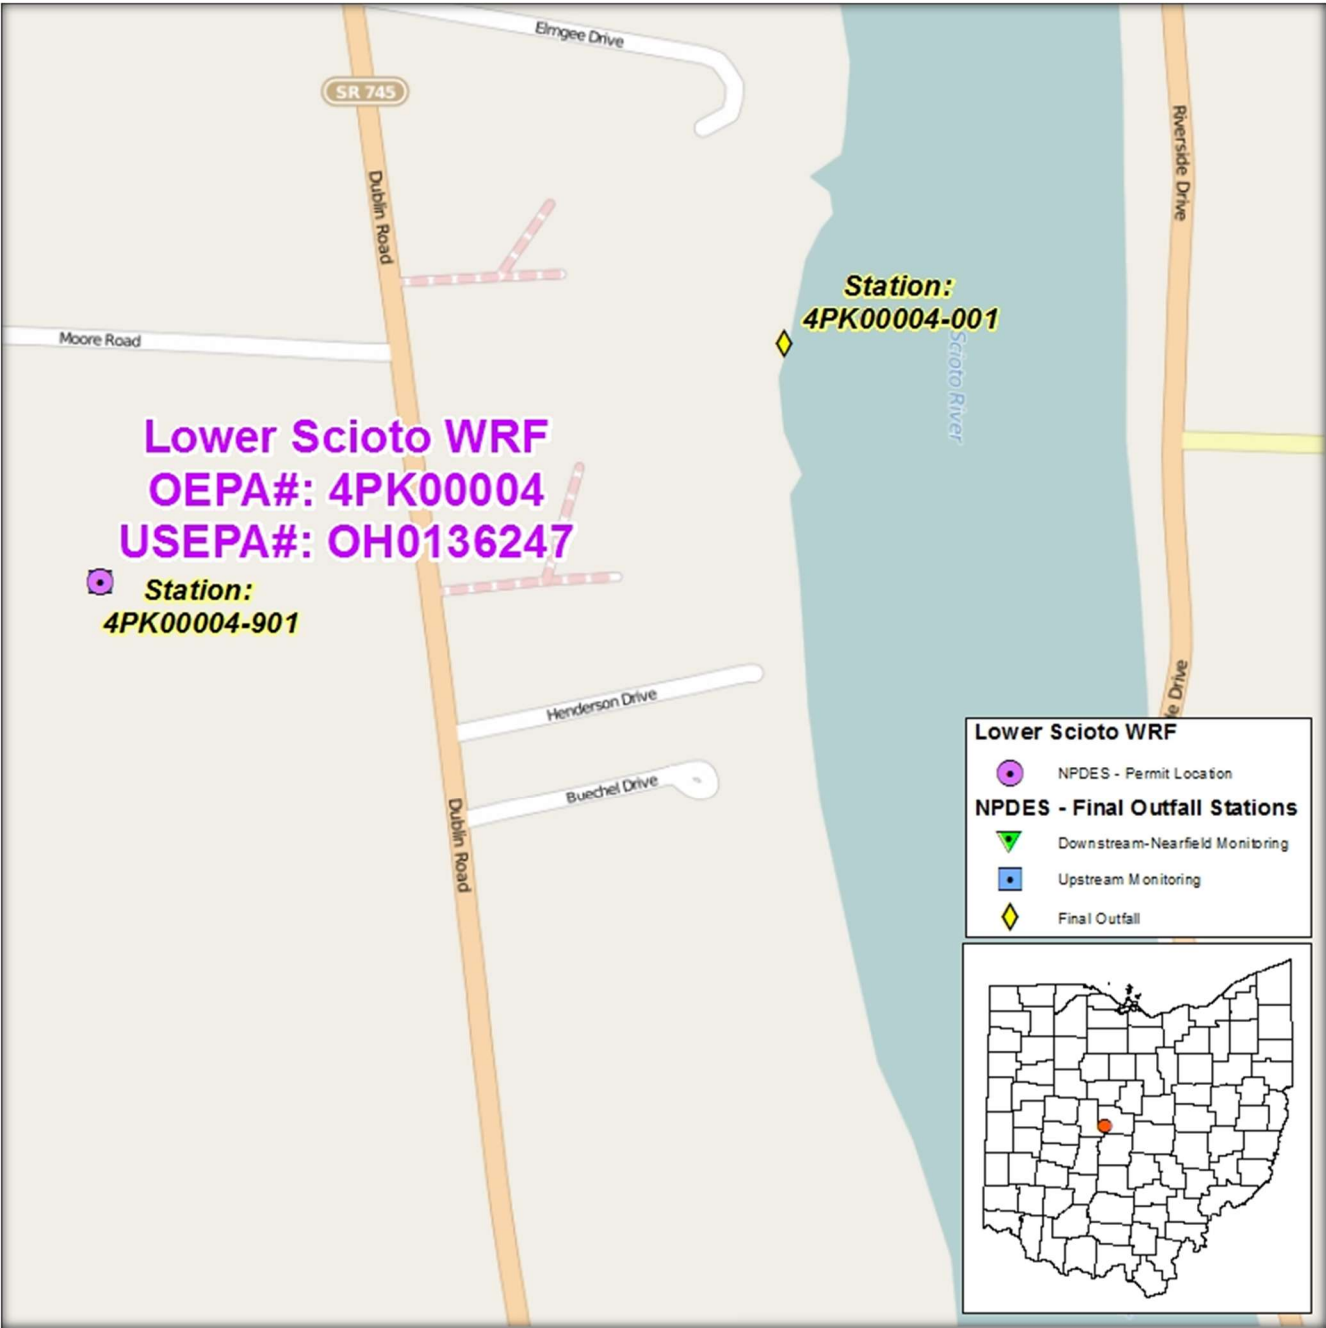 Elmgee Drive
SR 745
Riverside Drive
Dublin Road
Station:
4PK00004-001
Moore Road
Scioto River
Lower Scioto WRF
OEPA#: 4PK00004
USEPA#: OH0136247
Station:
4PK00004-901
Henderson Drive
le Drive
Buechel Drive
Dublin Road
Lower Scioto WRF
NPDES - Permit Location
NPDES - Final Outfall Stations
Downstream-Nearfield Monitoring
Upstream Monitoring
Final Outfall